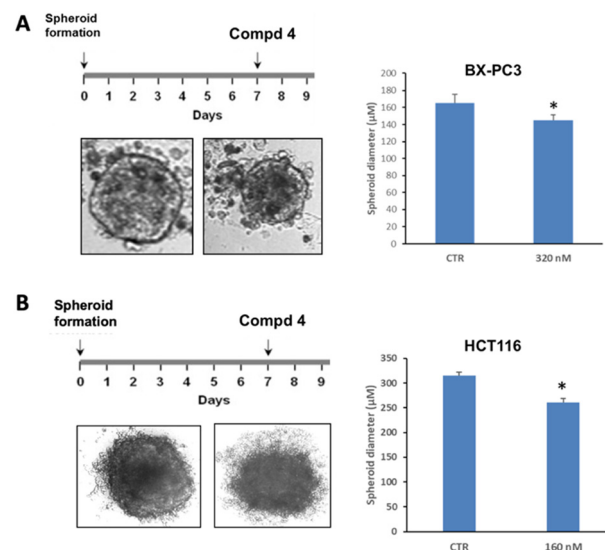 A
Spheroid
formation
Compd 4
0 1 2 3 4 5 6 7 8 9
Days
BX-PC3
Spheroid diameter (µM)
200
180
160
140
120
100
80
60
40
20
0
*
CTR 320 nM
B
Spheroid
formation
Compd 4
0 1 2 3 4 5 6 7 8 9
Days
HCT116
Spheroid diameter (µM)
350
300
250
200
150
100
50
0
*
CTR 160 nM